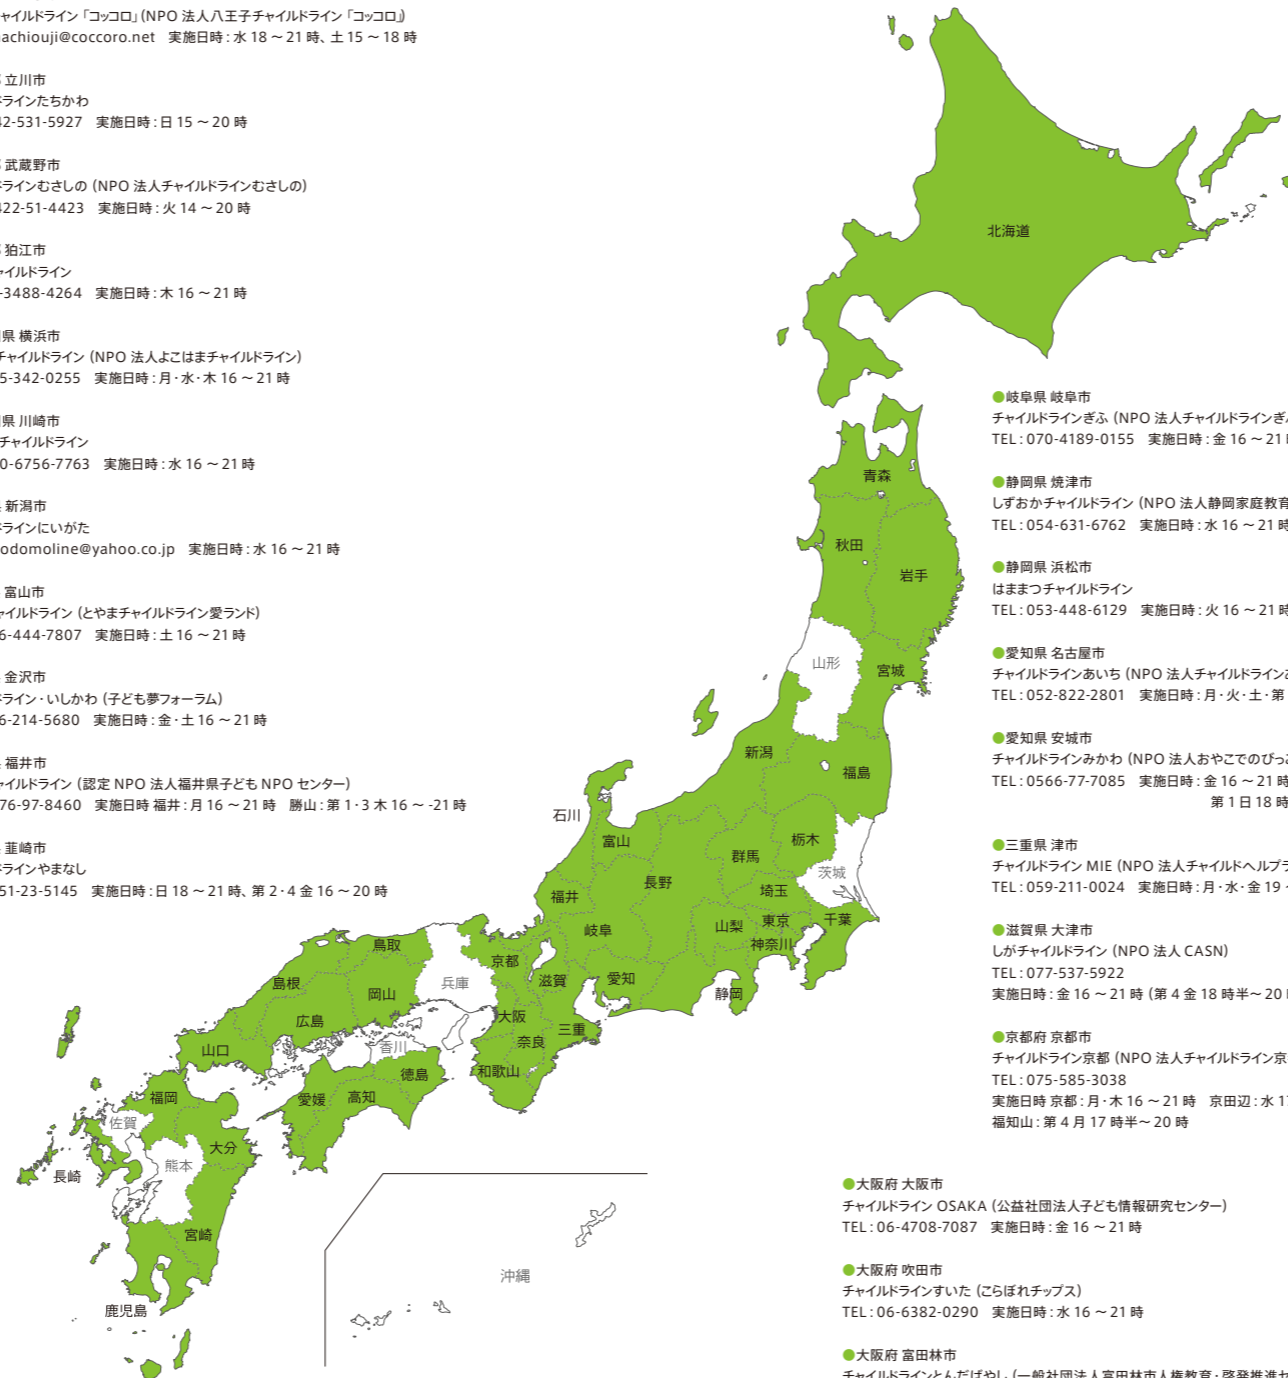 チャイルドライン「コッコロ」(NPO 法人八王子チャイルドライン「コッコロ」)
hachiouji@coccoro.net 実施日時：水 18 ～ 21 時、土 15 ～ 18 時
立川市
ドラインたちかわ
42-531-5927 実施日時：日 15 ～ 20 時
武蔵野市
ドラインむさしの (NPO 法人チャイルドラインむさしの)
422-51-4423 実施日時：火 14 ～ 20 時
狛江市
ャイルドライン
-3488-4264 実施日時：木 16 ～ 21 時
県 横浜市
チャイルドライン (NPO 法人よこはまチャイルドライン)
5-342-0255 実施日時：月・水・木 16 ～ 21 時
県 川崎市
チャイルドライン
0-6756-7763 実施日時：水 16 ～ 21 時
新潟市
ドラインにいがた
odomoline@yahoo.co.jp 実施日時：水 16 ～ 21 時
富山市
ャイルドライン (とやまチャイルドライン愛ランド)
6-444-7807 実施日時：土 16 ～ 21 時
金沢市
ドライン・いしかわ (子ども夢フォーラム)
6-214-5680 実施日時：金・土 16 ～ 21 時
福井市
ャイルドライン (認定 NPO 法人福井県子ども NPO センター)
76-97-8460 実施日時 福井：月 16 ～ 21 時 勝山：第 1・3 木 16 ～ -21 時
韮崎市
ドラインやまなし
51-23-5145 実施日時：日 18 ～ 21 時、第 2・4 金 16 ～ 20 時
北海道
青森
秋田
岩手
山形
宮城
新潟
福島
石川
富山
栃木
群馬
茨城
長野
福井
埼玉
岐阜
山梨
東京
千葉
神奈川
鳥取
京都
島根
岡山
兵庫
滋賀
愛知
静岡
広島
大阪
三重
奈良
山口
香川
徳島
和歌山
福岡
愛媛
高知
佐賀
大分
長崎
熊本
宮崎
鹿児島
沖縄
●岐阜県 岐阜市
チャイルドラインぎふ (NPO 法人チャイルドラインぎ
TEL：070-4189-0155 実施日時：金 16 ～ 21
●静岡県 焼津市
しずおかチャイルドライン (NPO 法人静岡家庭教育
TEL：054-631-6762 実施日時：水 16 ～ 21 時
●静岡県 浜松市
はままつチャイルドライン
TEL：053-448-6129 実施日時：火 16 ～ 21 時
●愛知県 名古屋市
チャイルドラインあいち (NPO 法人チャイルドライン
TEL：052-822-2801 実施日時：月・火・土・第
●愛知県 安城市
チャイルドラインみかわ (NPO 法人おやこでのびっ
TEL：0566-77-7085 実施日時：金 16 ～ 21 時
第 1 日 18 時
●三重県 津市
チャイルドライン MIE (NPO 法人チャイルドヘルプラ
TEL：059-211-0024 実施日時：月・水・金 19 ～
●滋賀県 大津市
しがチャイルドライン (NPO 法人 CASN)
TEL：077-537-5922
実施日時：金 16 ～ 21 時 (第 4 金 18 時半～ 20
●京都府 京都市
チャイルドライン京都 (NPO 法人チャイルドライン京
TEL：075-585-3038
実施日時 京都：月・木 16 ～ 21 時 京田辺：水 1
福知山：第 4 月 17 時半～ 20 時
●大阪府 大阪市
チャイルドライン OSAKA (公益社団法人子ども情報研究センター)
TEL：06-4708-7087 実施日時：金 16 ～ 21 時
●大阪府 吹田市
チャイルドラインすいた (こらぼれチップス)
TEL：06-6382-0290 実施日時：水 16 ～ 21 時
●大阪府 富田林市
チャイルドラインとんだばやし (一般社団法人富田林市人権教育・啓発推進セ